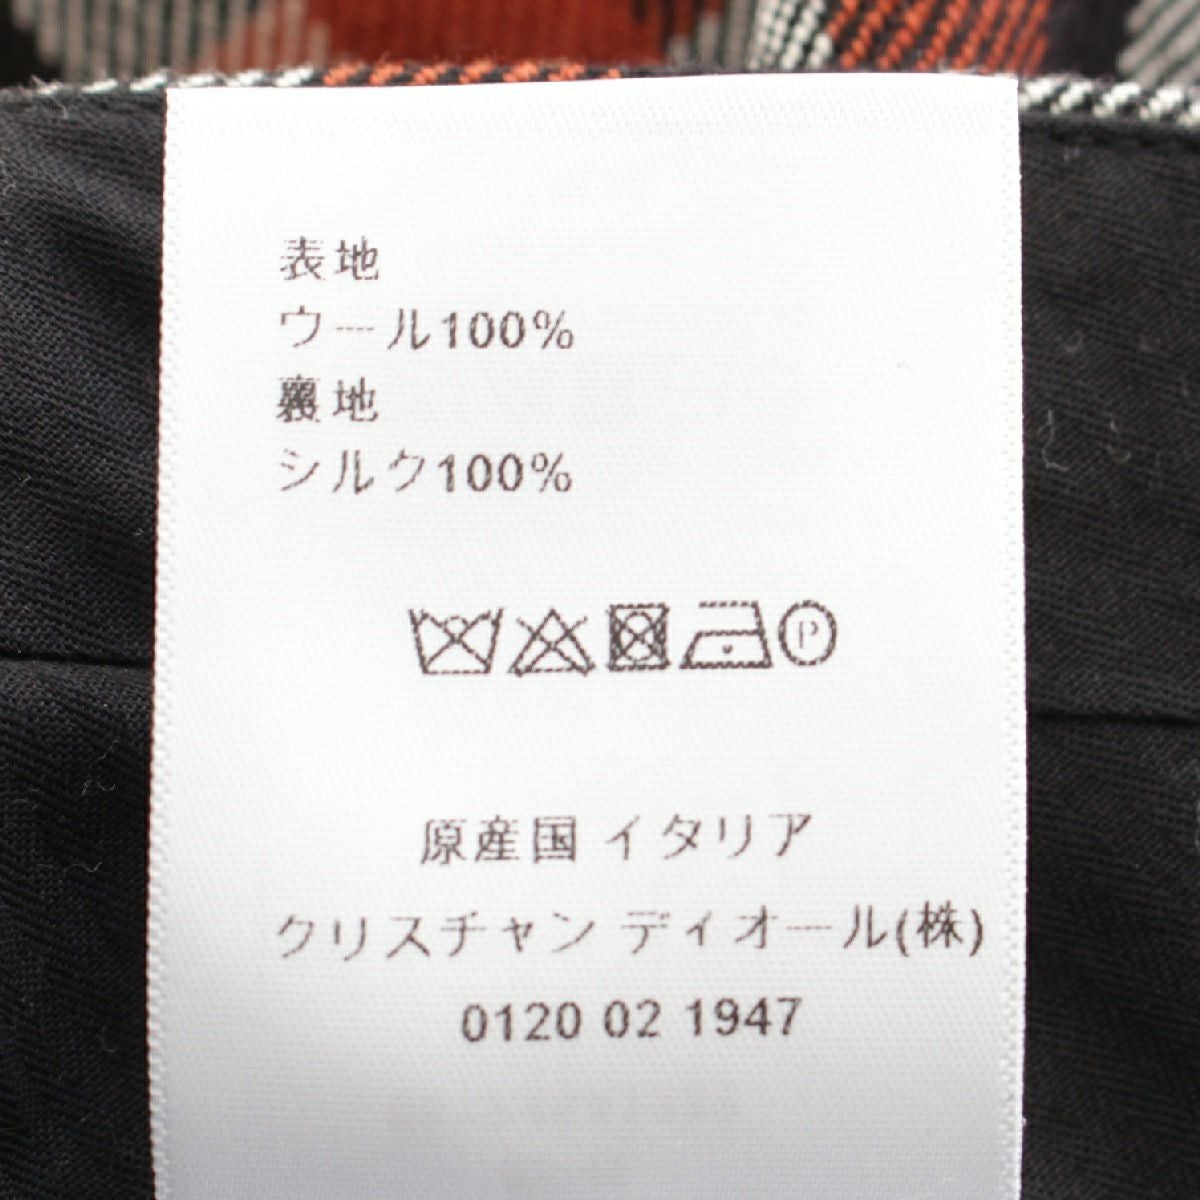 表地
ウール100%
裏地
シルク100%
P
原産国 イタリア
クリスチャン ディオール(株)
0120 02 1947